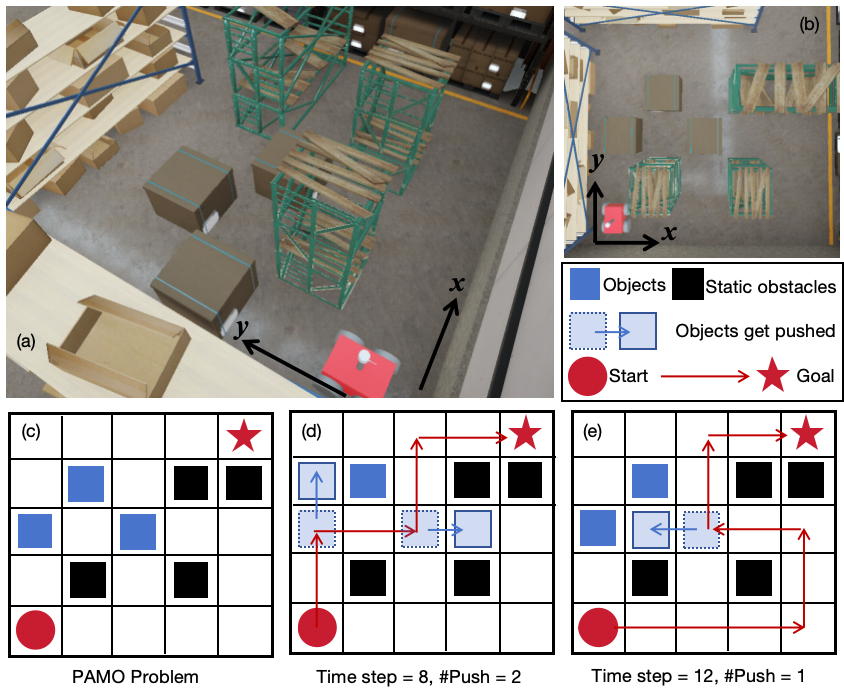 (a)
y
x
(b)
y
x
Objects Static obstacles
Objects get pushed
Start Goal
(c)
(d)
(e)
PAMO Problem
Time step = 8, #Push = 2
Time step = 12, #Push = 1